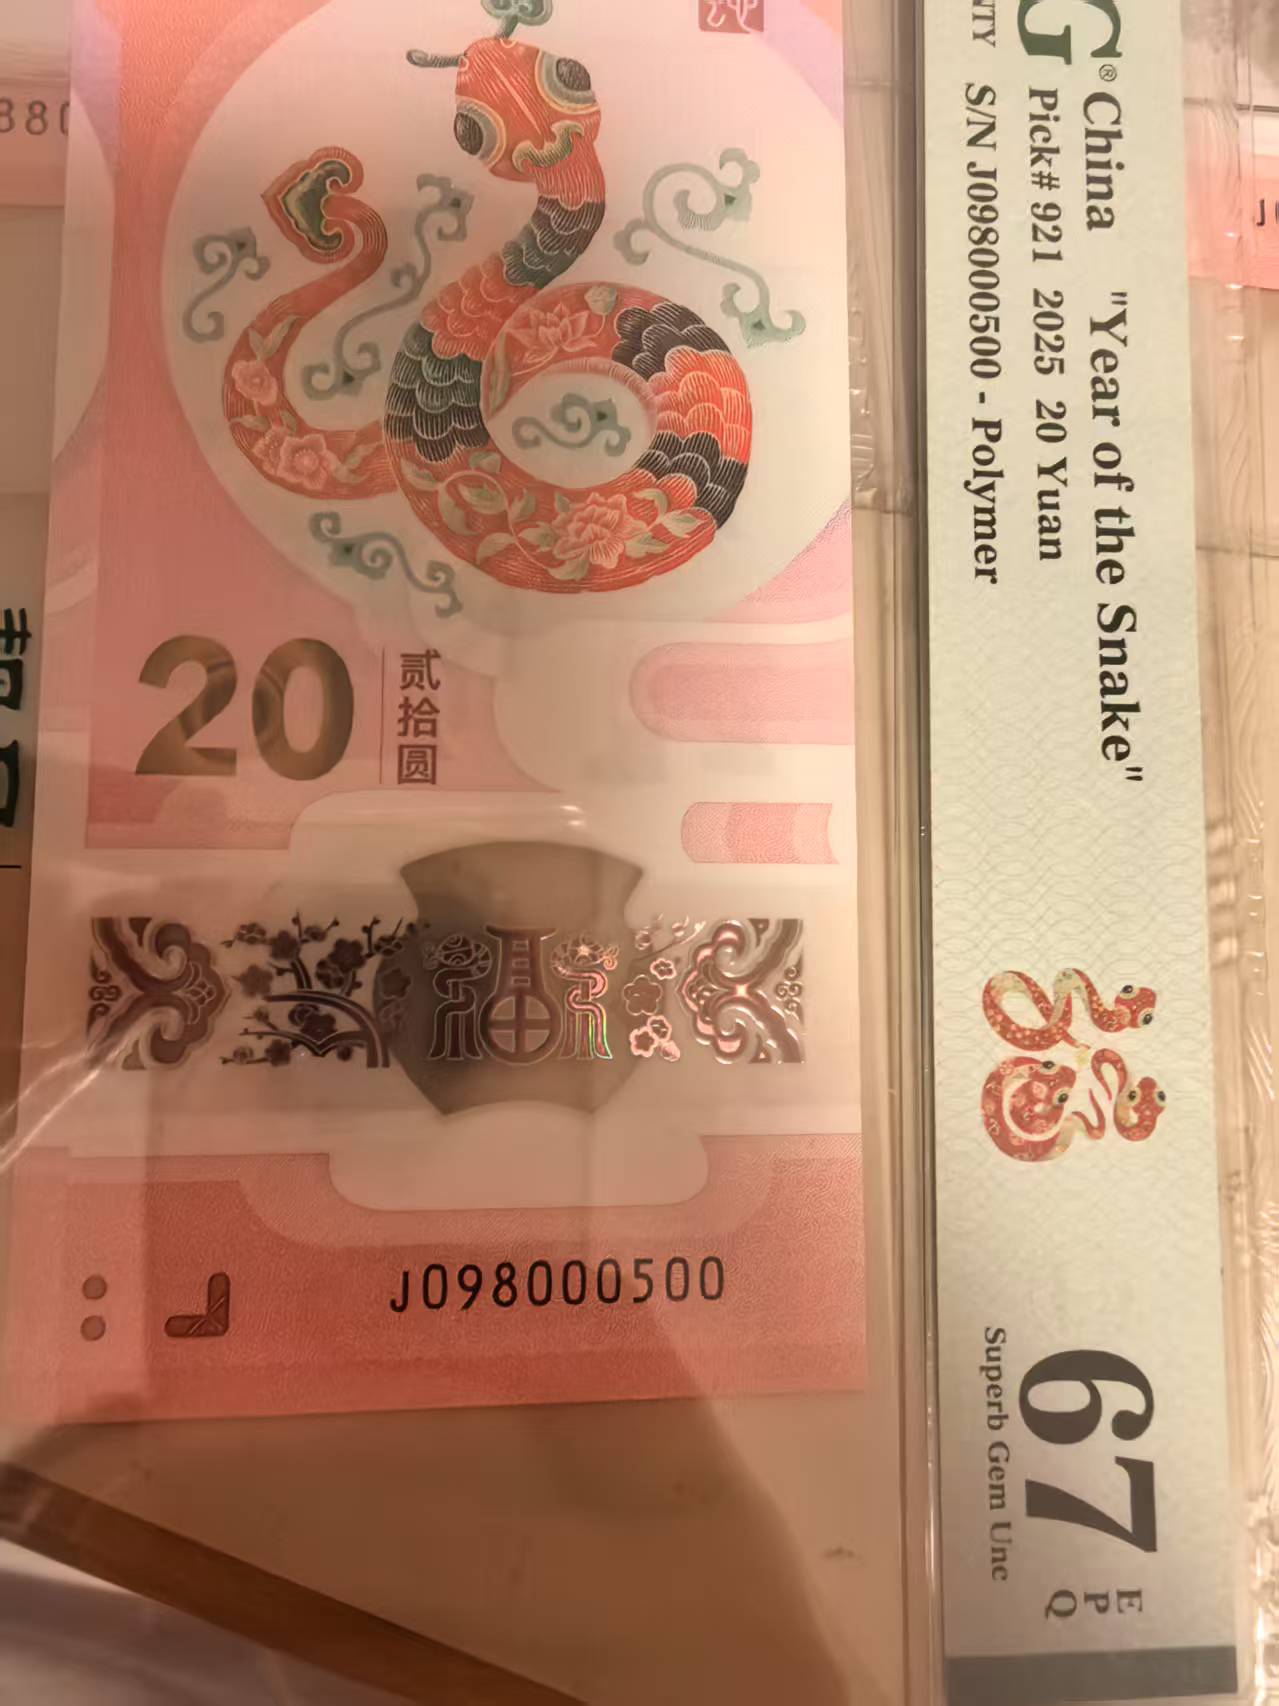 贰拾圆
20
J098000500
G®
China "Year of the Snake"
Pick# 921 2025 20 Yuan
S/N J098000500 - Polymer
67
EPQ
Superb Gem Unc